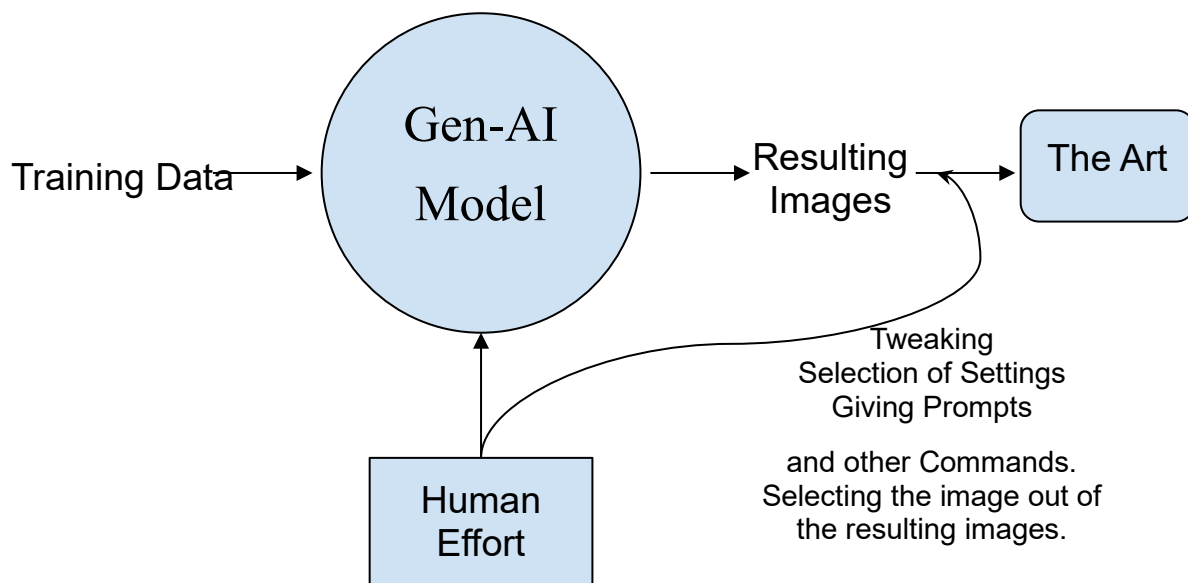 Gen-AI
Model
Training Data
Resulting
Images
The Art
Tweaking
Selection of Settings
Giving Prompts
and other Commands.
Selecting the image out of
the resulting images.
Human
Effort